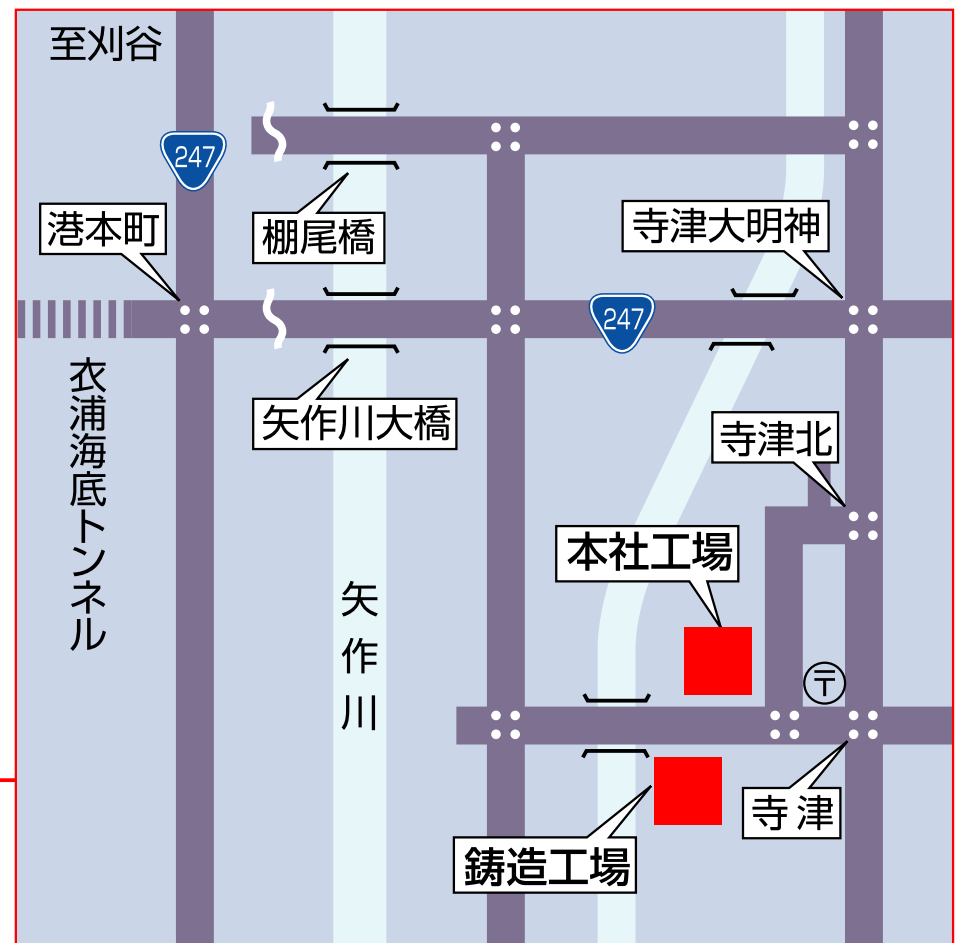 至刈谷
247
港本町
棚尾橋
寺津大明神
247
矢作川大橋
寺津北
衣浦海底トンネル
本社工場
矢作川
〒
寺津
鋳造工場